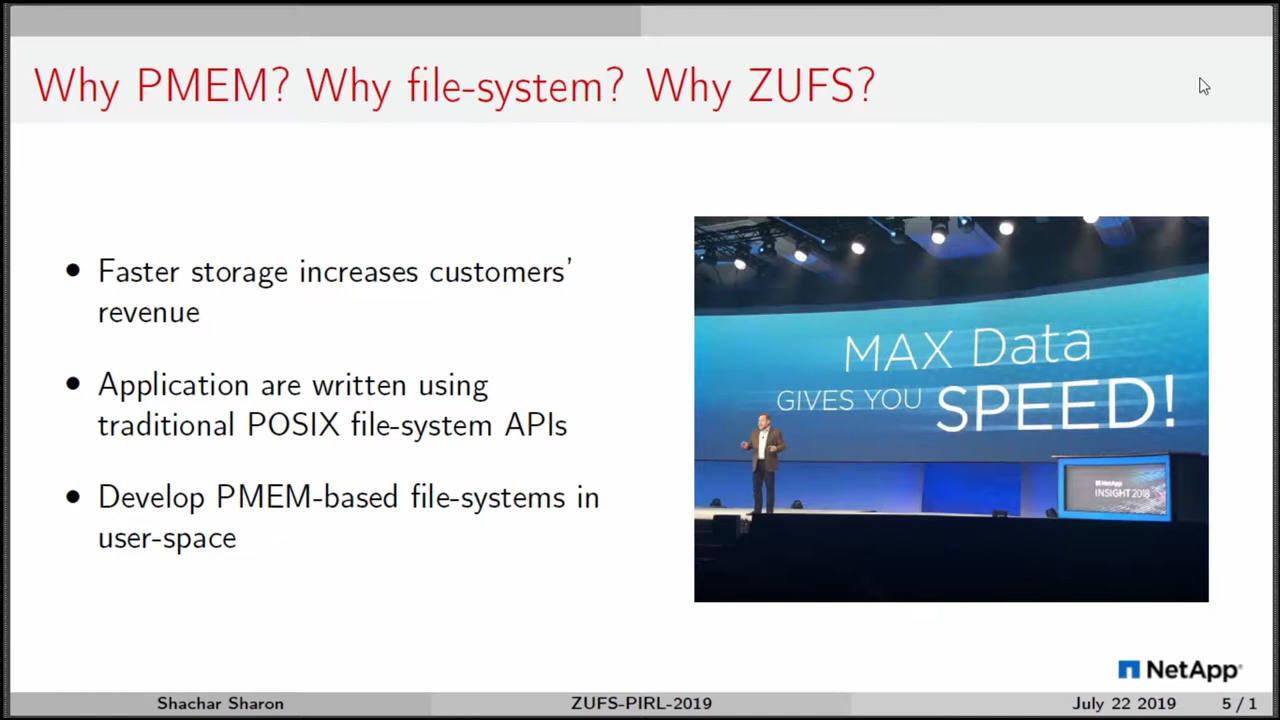 Why PMEM? Why file-system? Why ZUFS?
• Faster storage increases customers'
revenue
• Application are written using
traditional POSIX file-system APIs
• Develop PMEM-based file-systems in
user-space
MAX Data
GIVES YOU SPEED!
NetApp
INSIGHT 2018
NetApp
Shachar Sharon ZUFS-PIRL-2019 July 22 2019 5 / 1